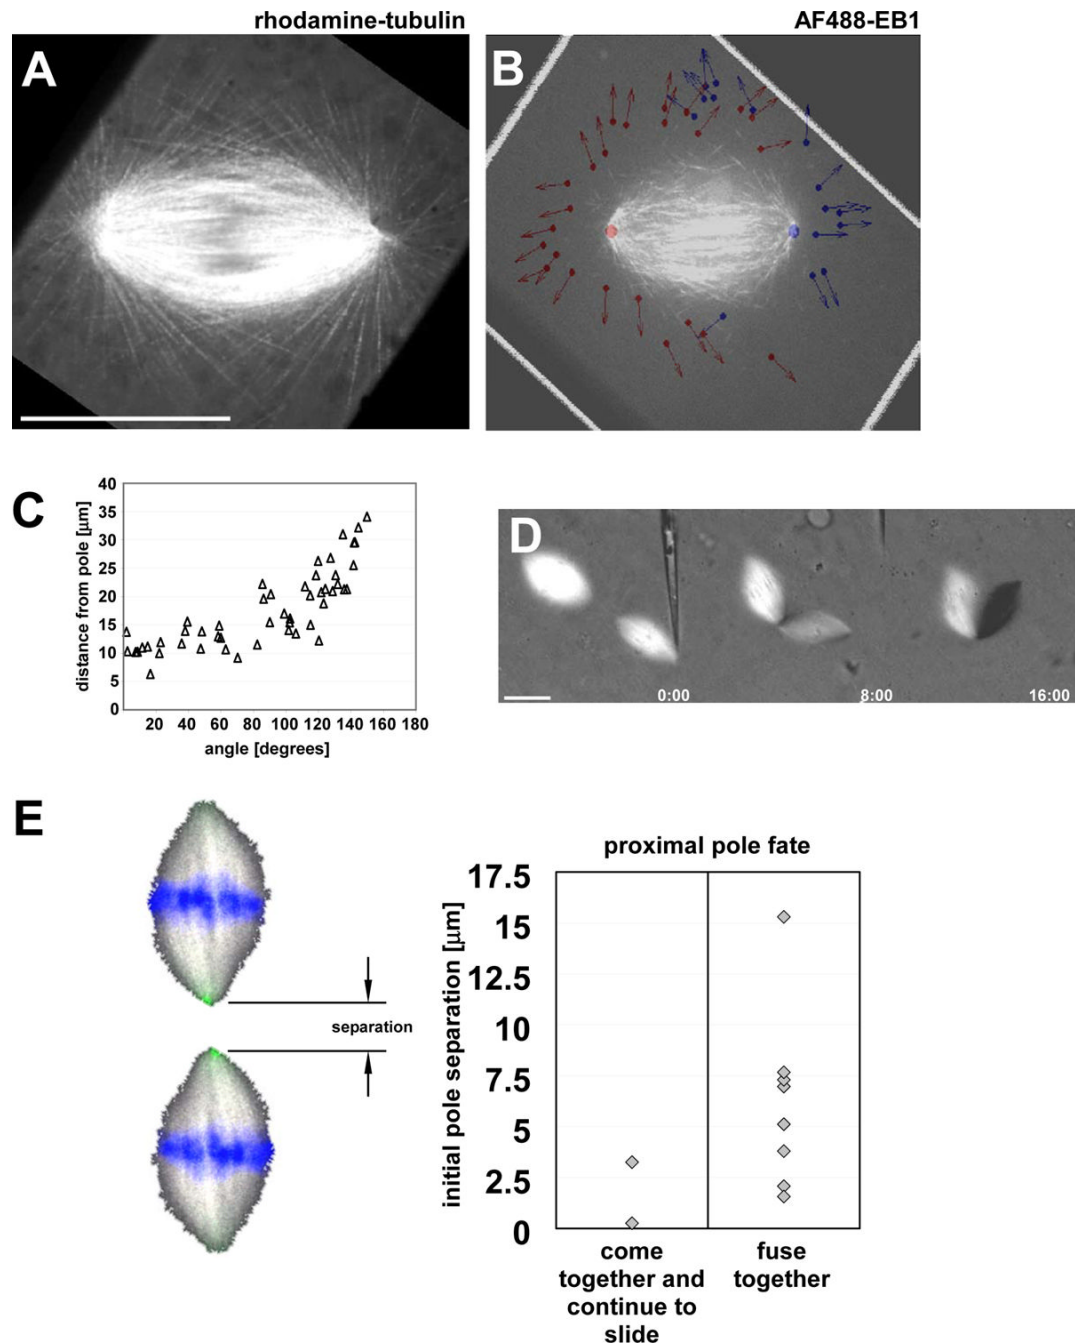 rhodamine-tubulin
AF488-EB1
A
B
C
40
35
30
25
20
15
10
5
0
distance from pole [µm]
20 40 60 80 100 120 140 160 180
angle [degrees]
D
0:00
8:00
16:00
E
separation
proximal pole fate
17.5
15
12.5
10
7.5
5
2.5
0
initial pole separation [µm]
come
together and
continue to
slide
fuse
together